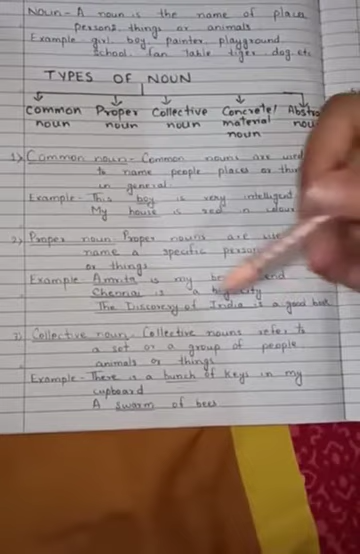 Noun - A noun is the name of place
persons things or animals
Example girl, boy, painter, playground,
school, fan table tiger, dog, etc
TYPES OF NOUN
Common noun
Proper noun
Collective noun
Concrete/ material noun
1) Common noun - Common nouns are
to name people places or
in general.
Example - This boy is very intelligent
My house is red in colour
2) Proper noun - Proper nouns are
name a specific
or things
Example Amrita is my
Chennai is a big city
The Discovery of India is a good book
Collective noun - Collective nouns refer to
a set or a group of people
animals or things
Example - There is a bunch of keys in my
cupboard
A swarm of bees